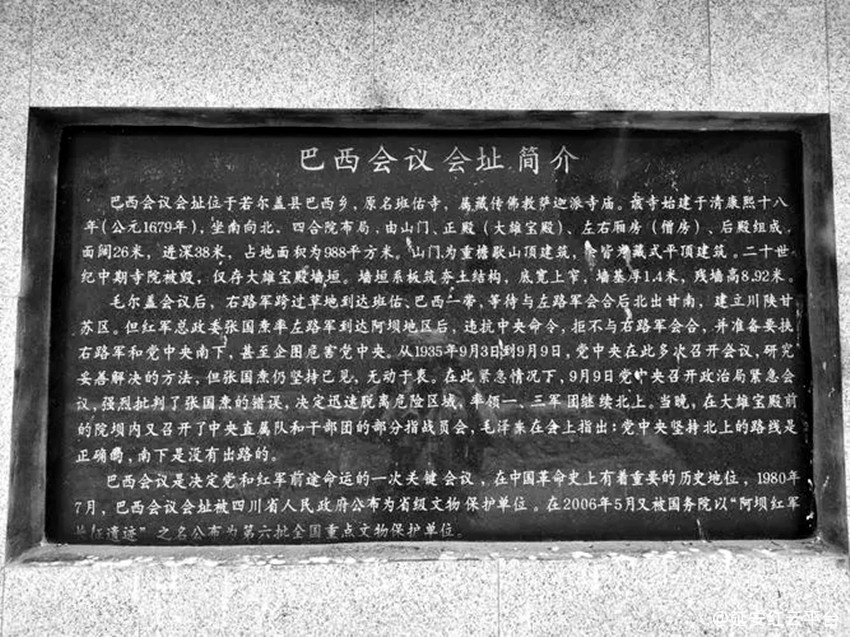 巴西会议会址简介
巴西会议会址位于若尔盖县巴西乡，原名班佑寺，属藏传佛教萨迦派寺庙。该寺始建于清康熙十八
年(公元1679年)，坐南向北、四合院布局，由山门、正殿（大雄宝殿）、左右厢房（僧房）、后殿组成，
面阔26米，进深38米，占地面积为988平方米。山门为重檐歇山顶建筑，皆为藏式平顶建筑。二十世
纪中期寺院被毁，仅存大雄宝殿墙垣。墙垣系板筑夯土结构，底宽上窄，墙基厚1.4米，残墙高8.92米。
毛尔盖会议后，右路军跨过草地到达班佑、巴西一带，等待与左路军会合后北出甘南，建立川陕甘
苏区。但红军总政委张国焘率左路军到达阿坝地区后，违抗中央命令，拒不与右路军会合，并准备要挟
右路军和党中央南下，甚至企图危害党中央。从1935年9月3日到9月9日，党中央在此多次召开会议，研究
妥善解决的方法，但张国焘仍坚持己见，无动于衷。在此紧急情况下，9月9日党中央召开政治局紧急会
议，强烈批判了张国焘的错误，决定迅速脱离危险区域，率领一、三军团继续北上。当晚，在大雄宝殿前
的院坝内又召开了中央直属队和干部团的部分指战员会，毛泽东在会上指出：党中央坚持北上的路线是
正确的，南下是没有出路的。
巴西会议是决定党和红军前途命运的一次关键会议，在中国革命史上有着重要的历史地位，1980年
7月，巴西会议会址被四川省人民政府公布为省级文物保护单位。在2006年5月又被国务院以“阿坝红军
长征遗迹”之名公布为第六批全国重点文物保护单位。
@延安红云平台